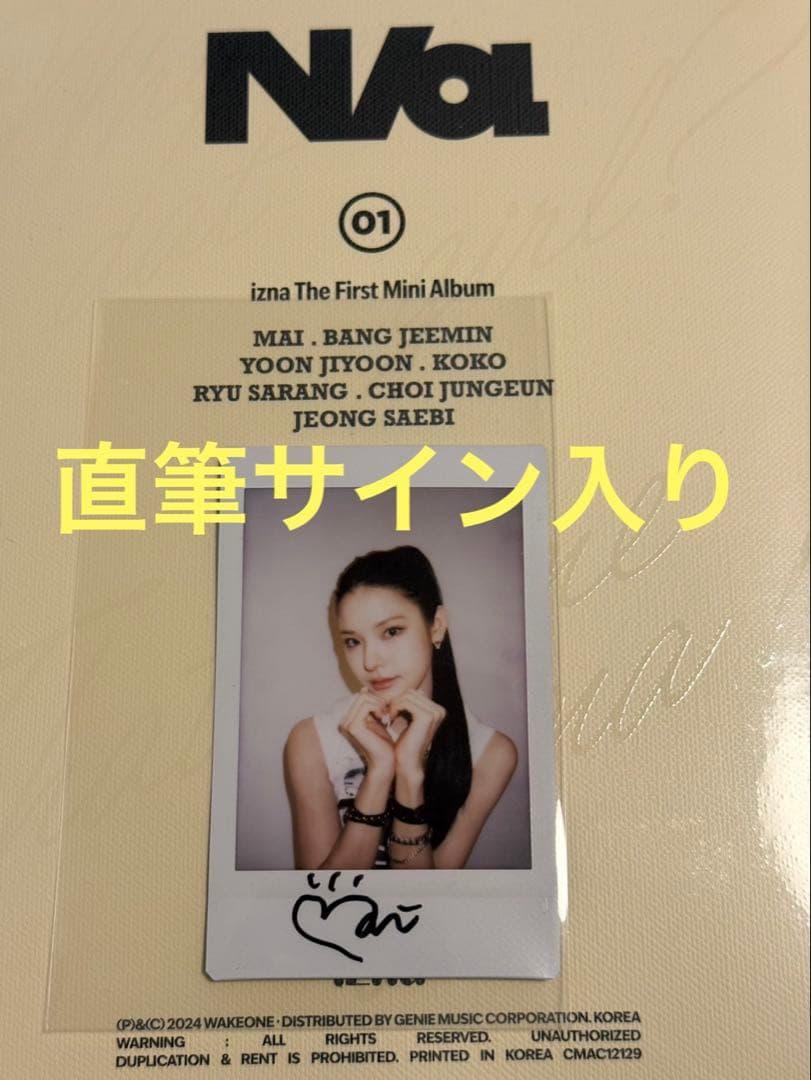 N/a
01
izna The First Mini Album
MAI . BANG JEEMIN
YOON JIYOON . KOKO
RYU SARANG . CHOI JUNGEUN
JEONG SAEBI
直筆サイン入り
Mai
izna
(P)&(C) 2024 WAKEONE · DISTRIBUTED BY GENIE MUSIC CORPORATION. KOREA
WARNING : ALL RIGHTS RESERVED. UNAUTHORIZED
DUPLICATION & RENT IS PROHIBITED. PRINTED IN KOREA CMAC12129